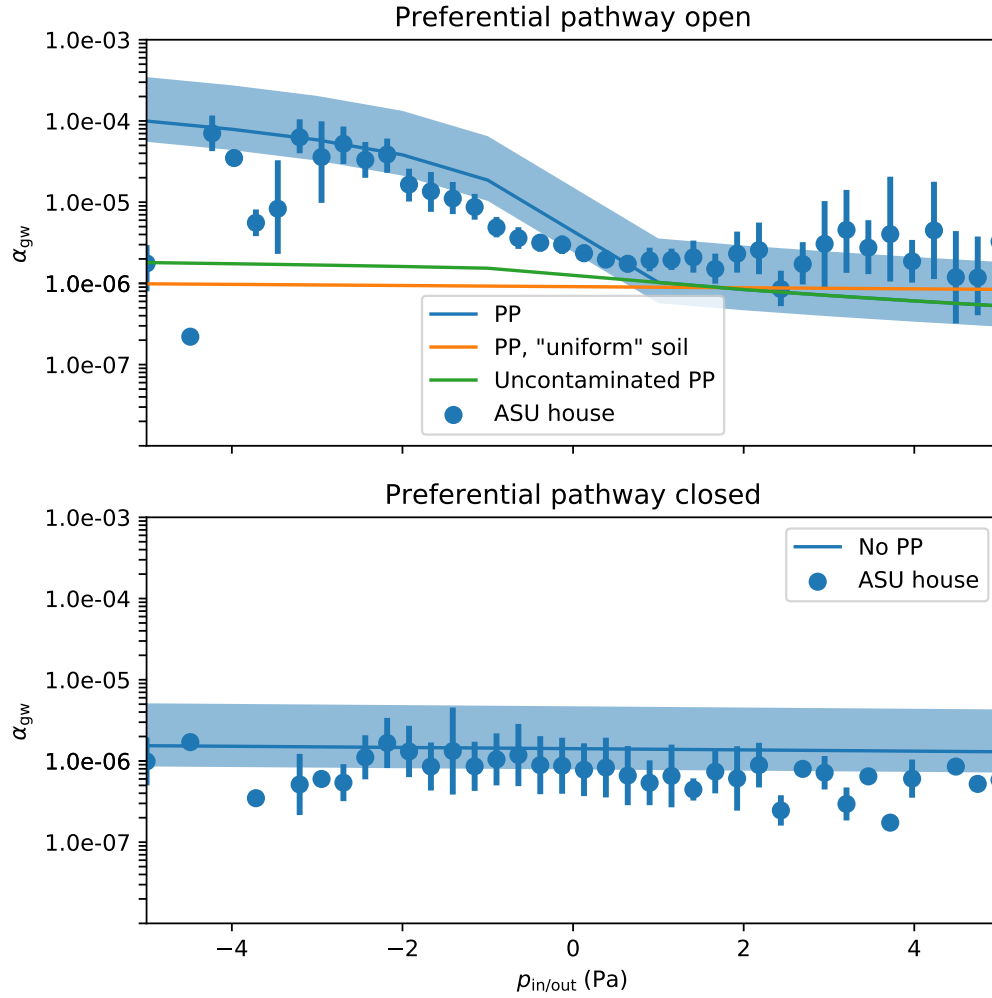 Preferential pathway open
1.0e-03
1.0e-04
1.0e-05
1.0e-06
1.0e-07
αgw
PP
PP, "uniform" soil
Uncontaminated PP
ASU house
Preferential pathway closed
1.0e-03
1.0e-04
1.0e-05
1.0e-06
1.0e-07
αgw
No PP
ASU house
−4 −2 0 2 4
pin/out (Pa)